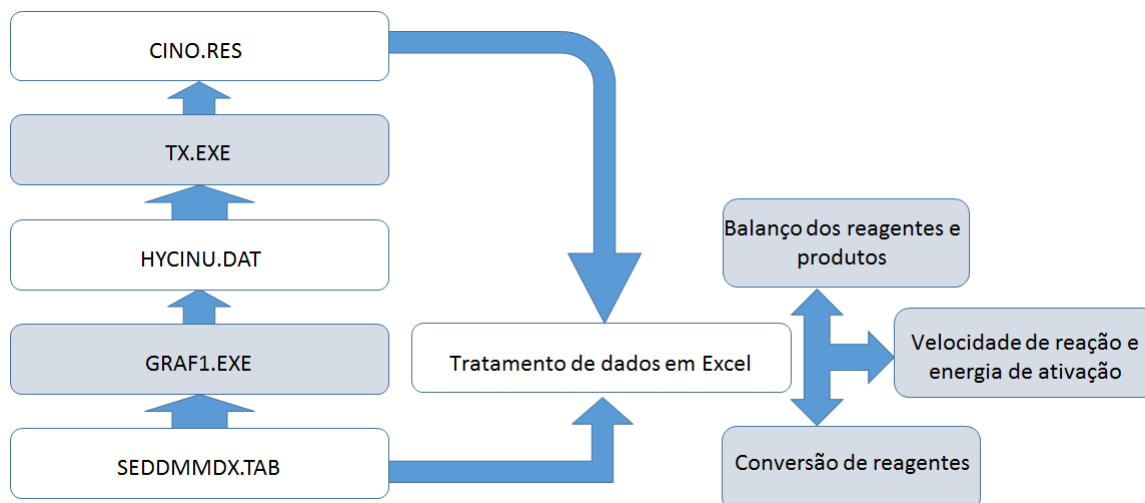 CINO.RES
TX.EXE
HYCINU.DAT
GRAF1.EXE
SEDDMMDX.TAB
Tratamento de dados em Excel
Balanço dos reagentes e
produtos
Velocidade de reação e
energia de ativação
Conversão de reagentes